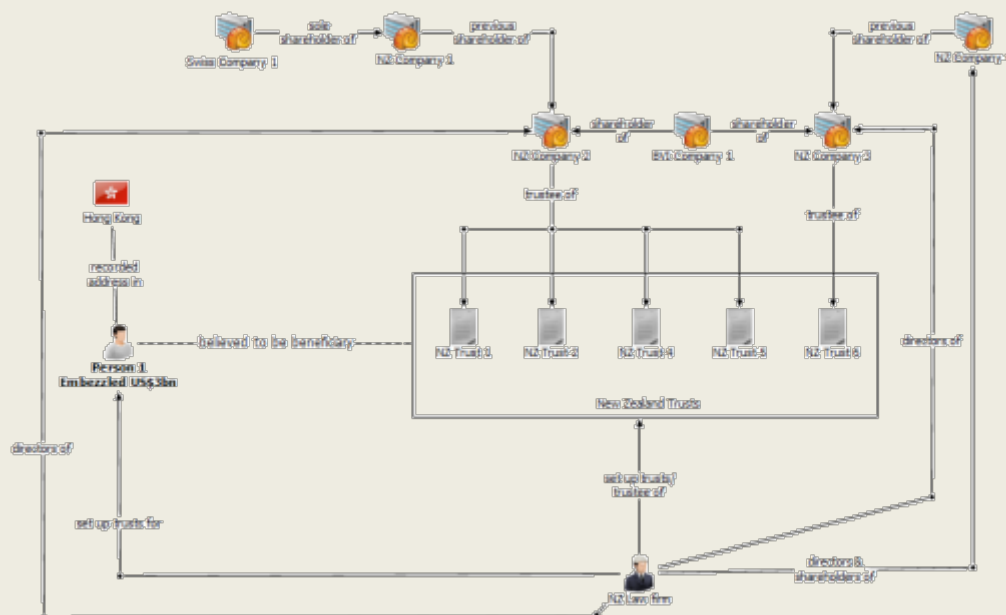 sole
shareholder of
previous
shareholder of
previous
shareholder of
Swiss Company 1
NZ Company
NZ Company
shareholder
of
shareholder
of
NZ Company 2
BVI Company 1
NZ Company 3
trustee of
trustee of
Hong Kong
recorded
address in
believed to be beneficiary
NZ Trust
NZ Trust 2
NZ Trust 4
NZ Trust 5
NZ Trust 6
directors of
Person 1
Embezzled US$3bn
New Zealand Trusts
directors of
set up trusts/
trustee of
set up trusts for
directors &
shareholders of
NZ Law firm